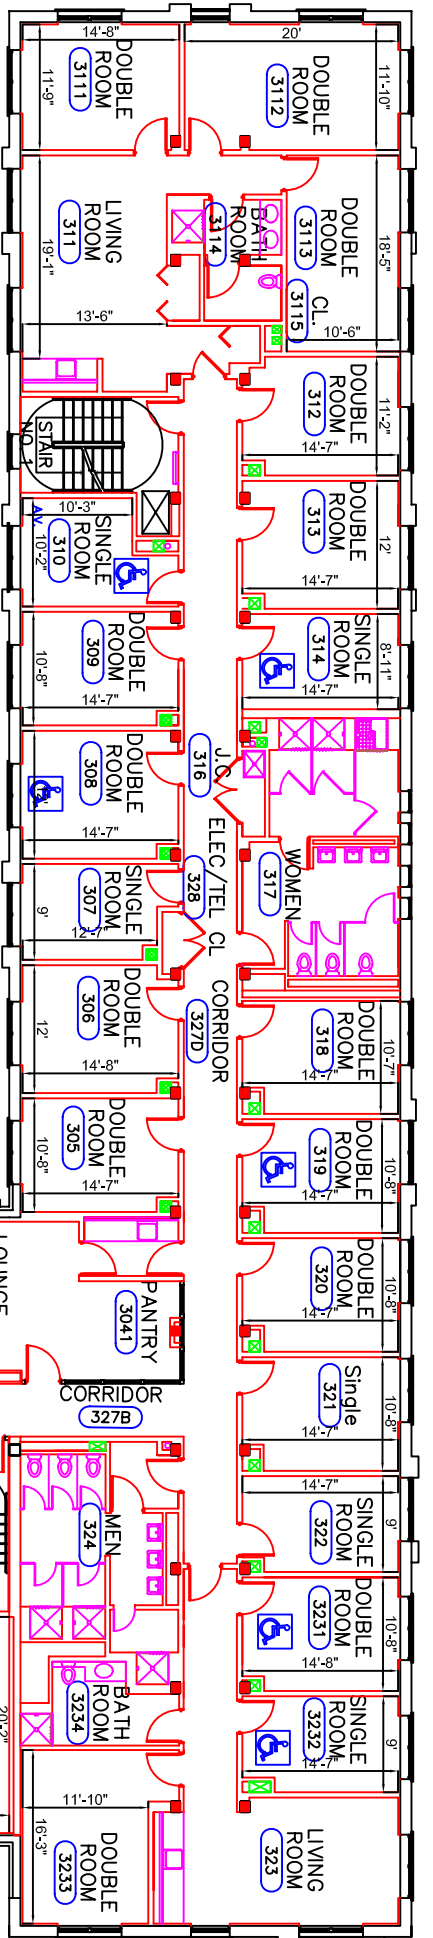 14'-8"
DOUBLE
ROOM
3111
11'-9"
20'
DOUBLE
ROOM
3112
11'-10"
LIVING
ROOM
311
19'-1"
13'-6"
BATH
ROOM
3114
DOUBLE
ROOM
3113
18'-5"
10'-6"
CL.
3115
DOUBLE
ROOM
312
11'-2"
14'-7"
STAIR
NO. 1
DOUBLE
ROOM
313
12'
14'-7"
10'-3"
SINGLE
ROOM
310
AV.
10'-2"
SINGLE
ROOM
314
8'-11"
14'-7"
DOUBLE
ROOM
309
10'-8"
14'-7"
J.C
316
DOUBLE
ROOM
308
12'
14'-7"
ELEC/TEL CL
328
WOMEN
317
SINGLE
ROOM
307
9'
12'-7"
CORRIDOR
327D
DOUBLE
ROOM
306
12'
14'-8"
DOUBLE
ROOM
318
10'-7"
14'-7"
DOUBLE
ROOM
305
10'-8"
14'-7"
DOUBLE
ROOM
319
10'-8"
14'-7"
LOUNGE
PANTRY
3041
DOUBLE
ROOM
320
10'-8"
14'-7"
CORRIDOR
327B
Single
321
10'-8"
14'-7"
MEN
324
14'-7"
SINGLE
ROOM
322
9'
DOUBLE
ROOM
3231
10'-8"
14'-8"
BATH
ROOM
3234
SINGLE
ROOM
3232
9'
14'-7"
20'-2"
11'-10"
DOUBLE
ROOM
3233
16'-3"
LIVING
ROOM
323